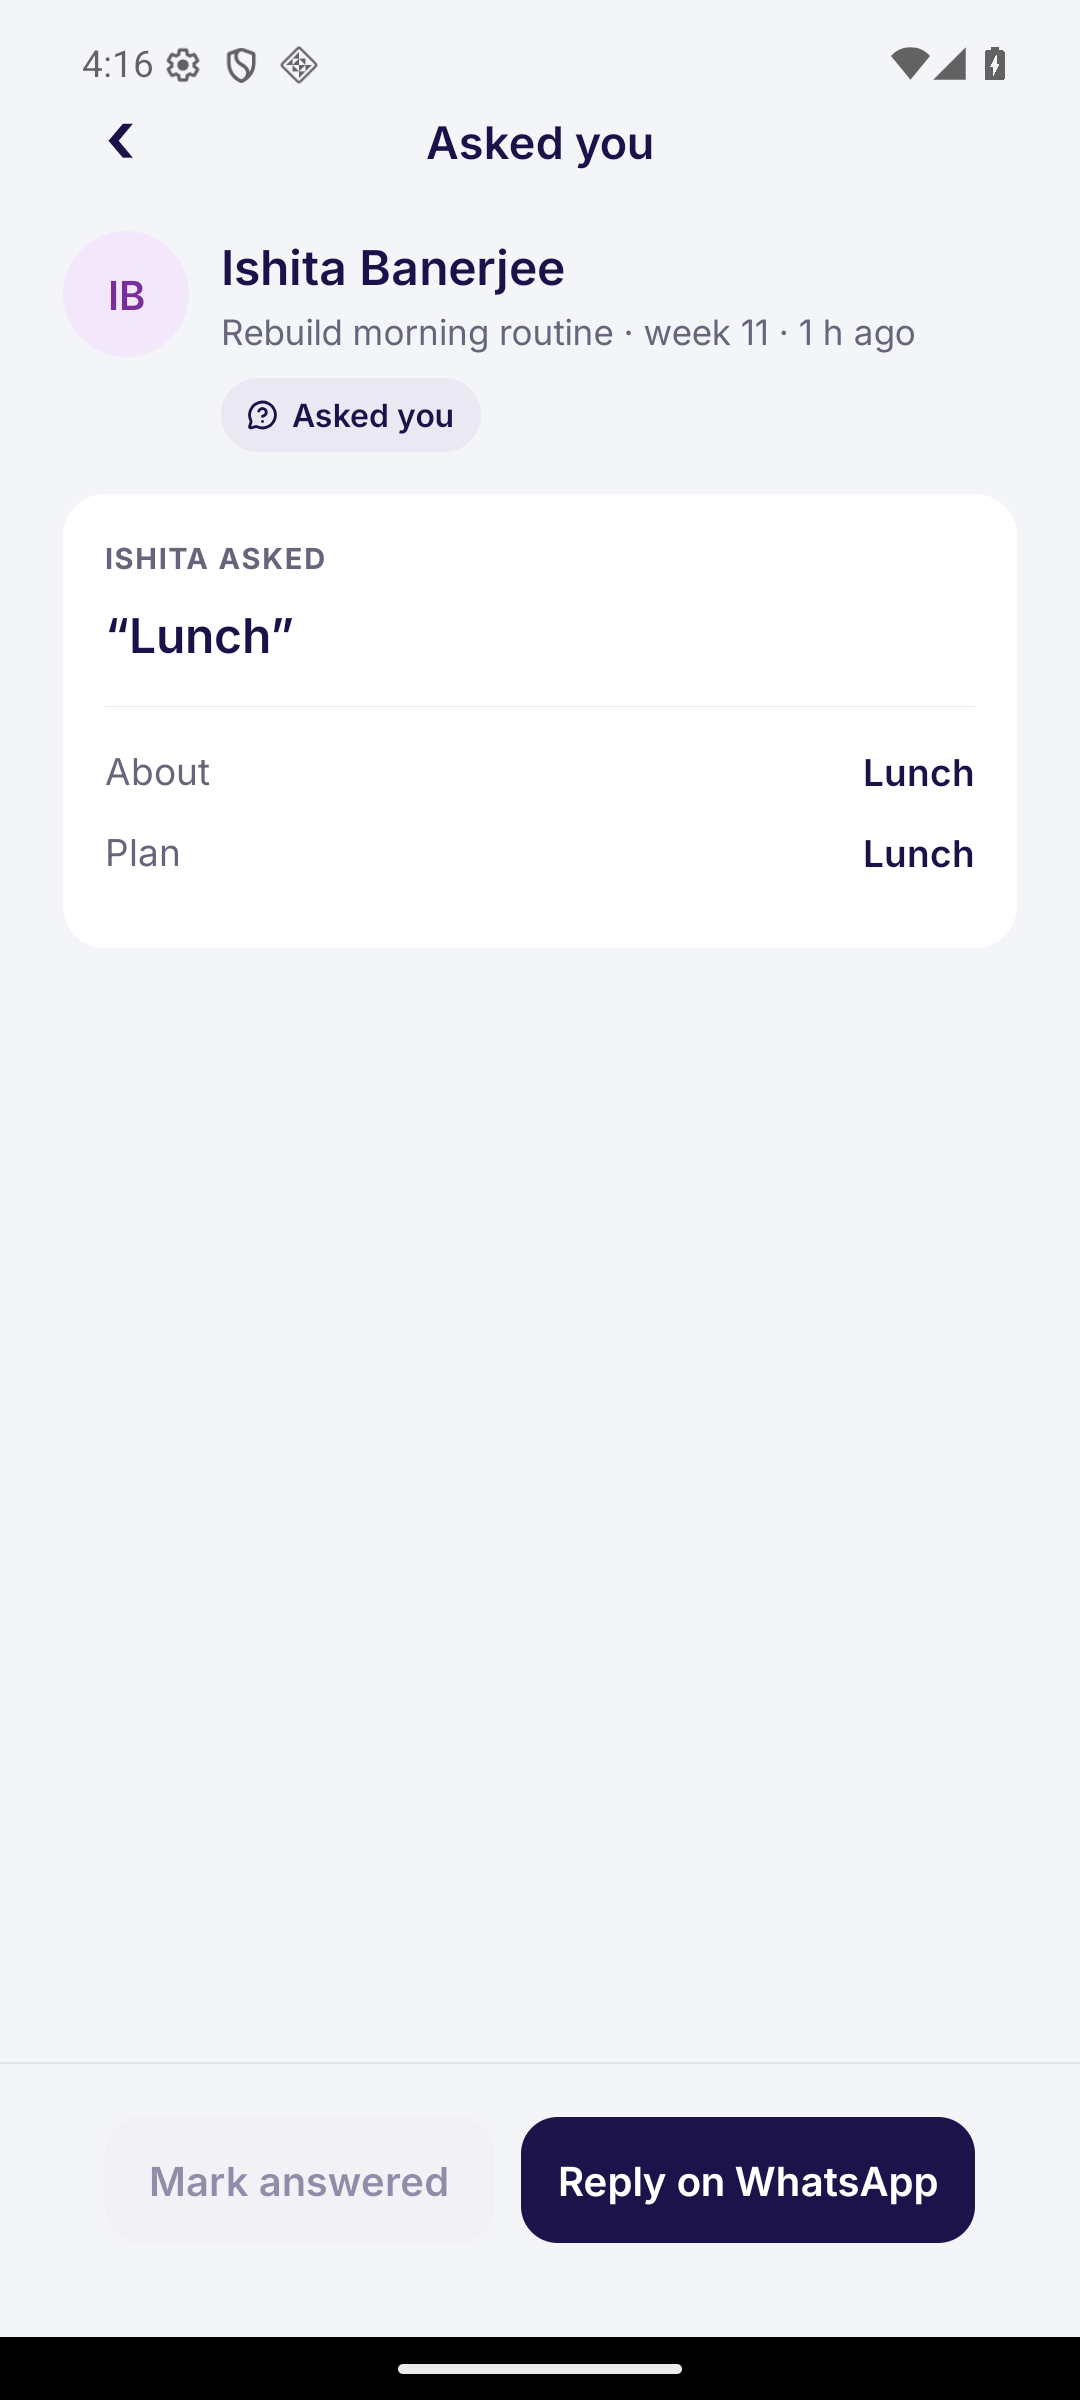 4:16
Asked you
IB
Ishita Banerjee
Rebuild morning routine · week 11 · 1 h ago
Asked you
ISHITA ASKED
“Lunch”
About Lunch
Plan Lunch
Mark answered Reply on WhatsApp